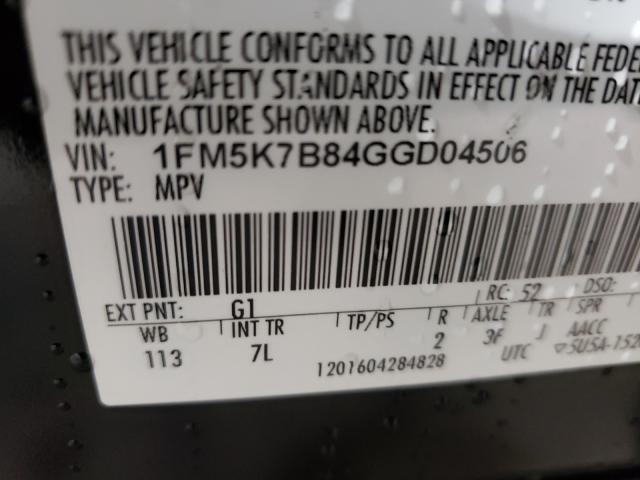 THIS VEHICLE CONFORMS TO ALL APPLICABLE FEDE
VEHICLE SAFETY STANDARDS IN EFFECT ON THE DAT
MANUFACTURE SHOWN ABOVE.
VIN: 1FM5K7B84GGD04506
TYPE: MPV
EXT PNT: G1 RC: 52 DSO:
WB INT TR TP/PS R AXLE TR SPR
113 7L 2 3F J AACC
1201604284828 UTC ▽5USA-152